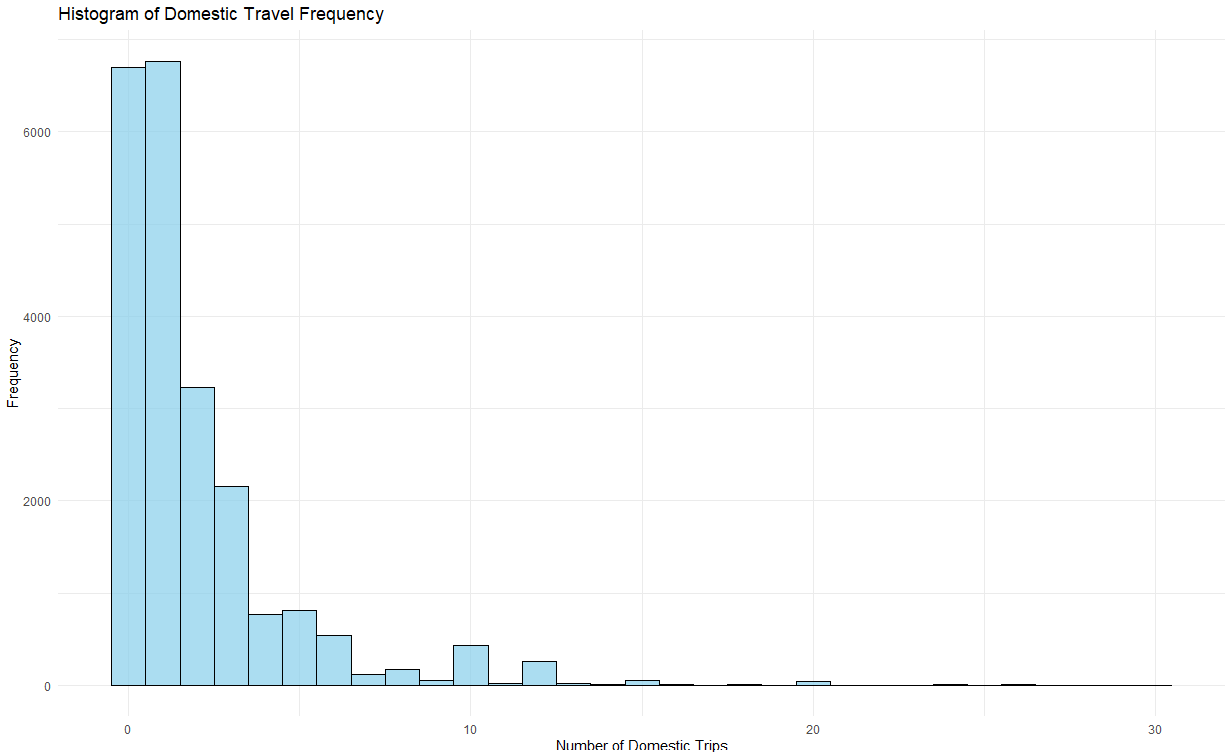 Histogram of Domestic Travel Frequency
Frequency
6000
4000
2000
0
0 10 20 30
Number of Domestic Trips